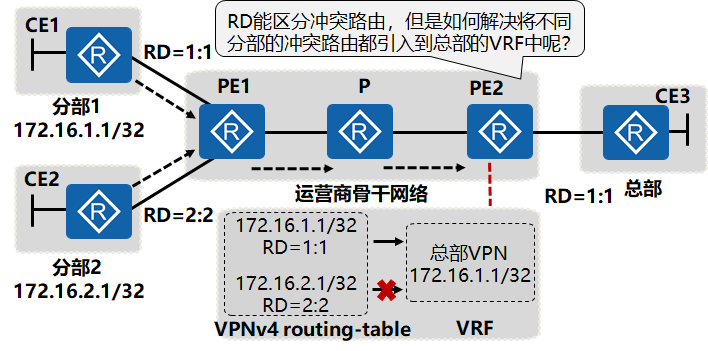 RD能区分冲突路由，但是如何解决将不同
分部的冲突路由都引入到总部的VRF中呢？
CE1
R
RD=1:1
分部1
172.16.1.1/32
PE1
P
PE2
CE3
R
R
R
R
CE2
R
RD=2:2
运营商骨干网络
RD=1:1
总部
分部2
172.16.2.1/32
172.16.1.1/32
RD=1:1
172.16.2.1/32
RD=2:2
总部VPN
172.16.1.1/32
VPNv4 routing-table
VRF